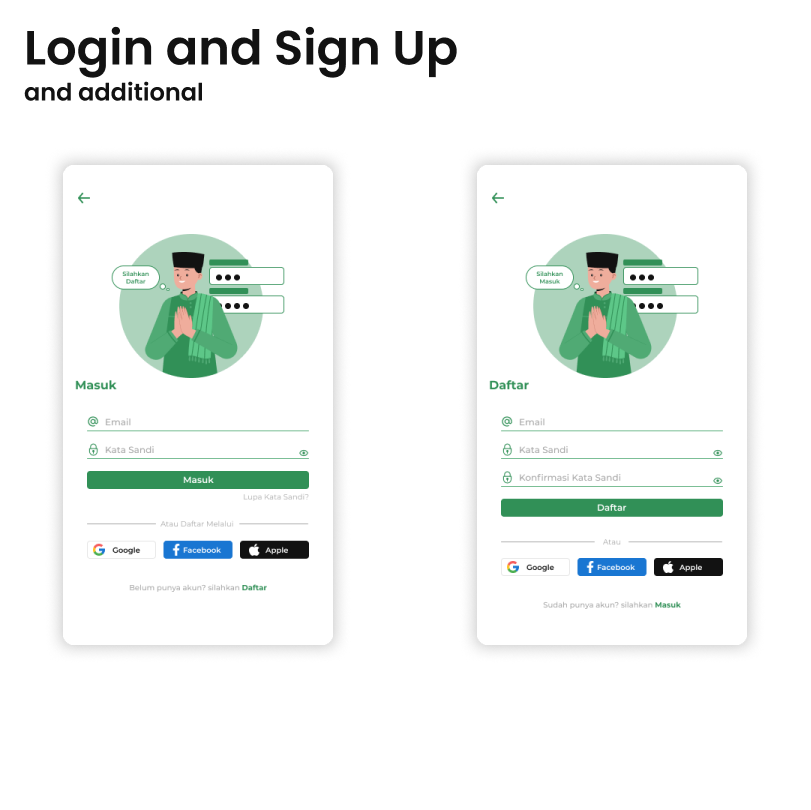 Login and Sign Up
and additional
Silahkan
Daftar
Masuk
Email
Kata Sandi
Masuk
Lupa Kata Sandi?
Atau Daftar Melalui
Google
Facebook
Apple
Belum punya akun? silahkan Daftar
Silahkan
Masuk
Daftar
Email
Kata Sandi
Konfirmasi Kata Sandi
Daftar
Atau
Google
Facebook
Apple
Sudah punya akun? silahkan Masuk